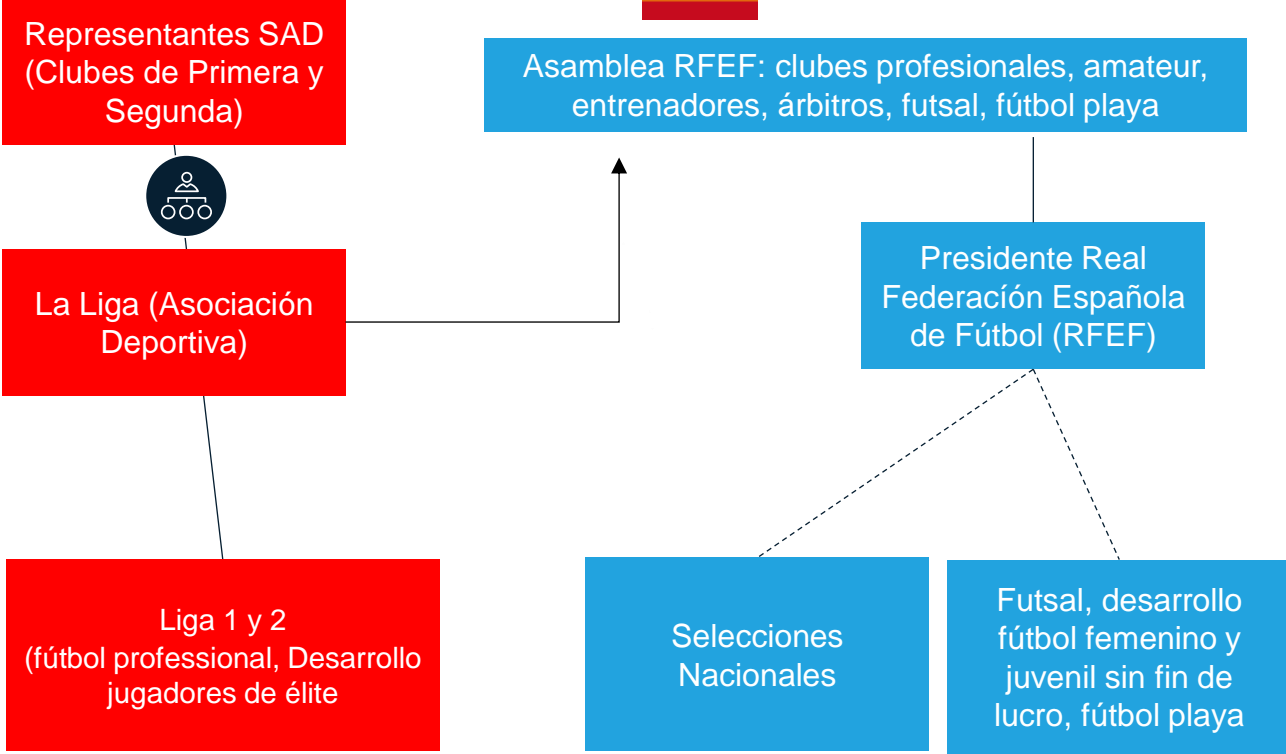 Representantes SAD
(Clubes de Primera y
Segunda)
Asamblea RFEF: clubes profesionales, amateur,
entrenadores, árbitros, futsal, fútbol playa
La Liga (Asociación
Deportiva)
Presidente Real
Federacíón Española
de Fútbol (RFEF)
Liga 1 y 2
(fútbol professional, Desarrollo
jugadores de élite
Selecciones
Nacionales
Futsal, desarrollo
fútbol femenino y
juvenil sin fin de
lucro, fútbol playa